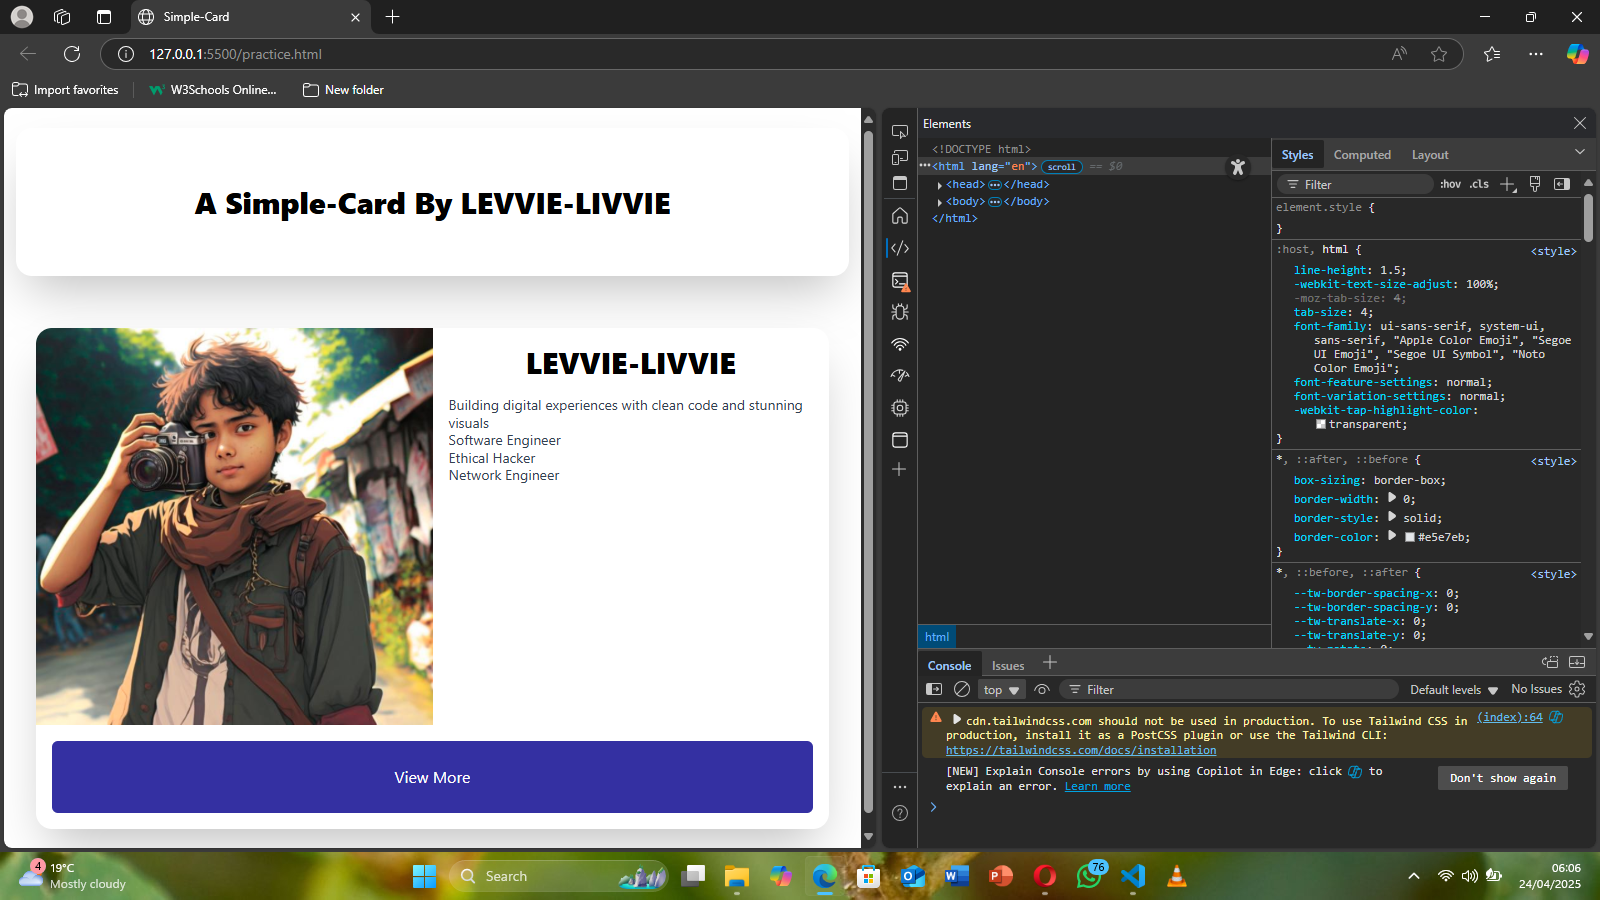 Simple-Card
127.0.0.1:5500/practice.html
Import favorites
W3Schools Online...
New folder
A Simple-Card By LEVVIE-LIVVIE
LEVVIE-LIVVIE
Building digital experiences with clean code and stunning
visuals
Software Engineer
Ethical Hacker
Network Engineer
View More
Elements
<!DOCTYPE html>
<html lang="en"> scroll == $0
<head> ••• </head>
<body> ••• </body>
</html>
html
Styles Computed Layout
Filter :hov .cls
element.style {
}
:host, html { <style>
line-height: 1.5;
-webkit-text-size-adjust: 100%;
-moz-tab-size: 4;
tab-size: 4;
font-family: ui-sans-serif, system-ui,
sans-serif, "Apple Color Emoji", "Segoe
UI Emoji", "Segoe UI Symbol", "Noto
Color Emoji";
font-feature-settings: normal;
font-variation-settings: normal;
-webkit-tap-highlight-color:
transparent;
}
*, ::after, ::before { <style>
box-sizing: border-box;
border-width: 0;
border-style: solid;
border-color: #e5e7eb;
}
*, ::before, ::after { <style>
--tw-border-spacing-x: 0;
--tw-border-spacing-y: 0;
--tw-translate-x: 0;
--tw-translate-y: 0;
Console Issues
top Filter Default levels No Issues
cdn.tailwindcss.com should not be used in production. To use Tailwind CSS in (index):64
production, install it as a PostCSS plugin or use the Tailwind CLI:
https://tailwindcss.com/docs/installation
[NEW] Explain Console errors by using Copilot in Edge: click to
explain an error. Learn more
Don't show again
4
19°C
Mostly cloudy
Search
76
06:06
24/04/2025